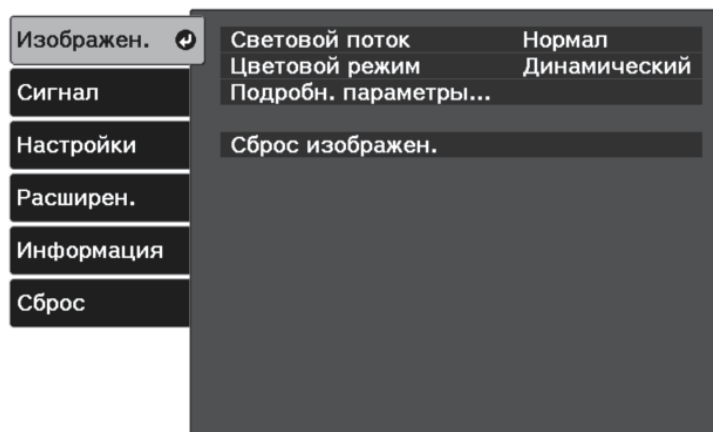 Изображен.
Сигнал
Настройки
Расширен.
Информация
Сброс
Световой поток Нормал
Цветовой режим Динамический
Подробн. параметры...
Сброс изображен.